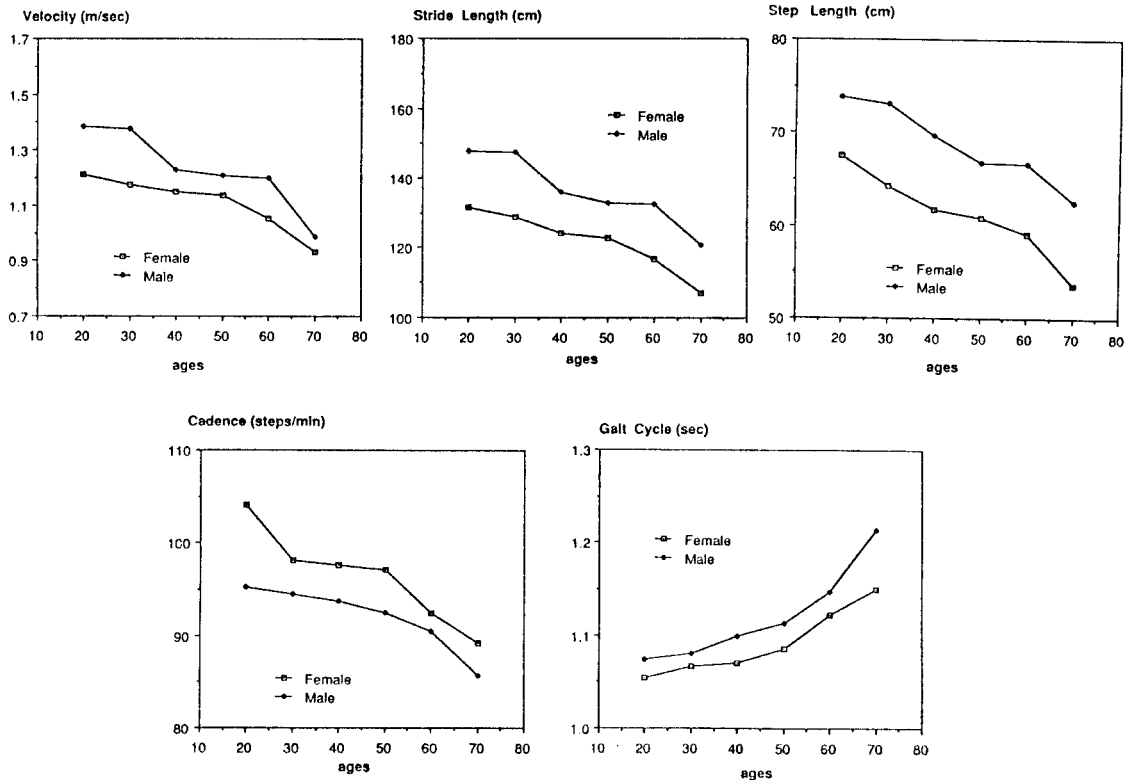 Velocity (m/sec)
1.7
1.5
1.3
1.1
0.9
0.7
Female
Male
10 20 30 40 50 60 70 80
ages
Stride Length (cm)
180
160
140
120
100
Female
Male
10 20 30 40 50 60 70 80
ages
Step Length (cm)
80
70
60
50
Female
Male
10 20 30 40 50 60 70 80
ages
Cadence (steps/min)
110
100
90
80
Female
Male
10 20 30 40 50 60 70 80
ages
Gait Cycle (sec)
1.3
1.2
1.1
1.0
Female
Male
10 20 30 40 50 60 70 80
ages